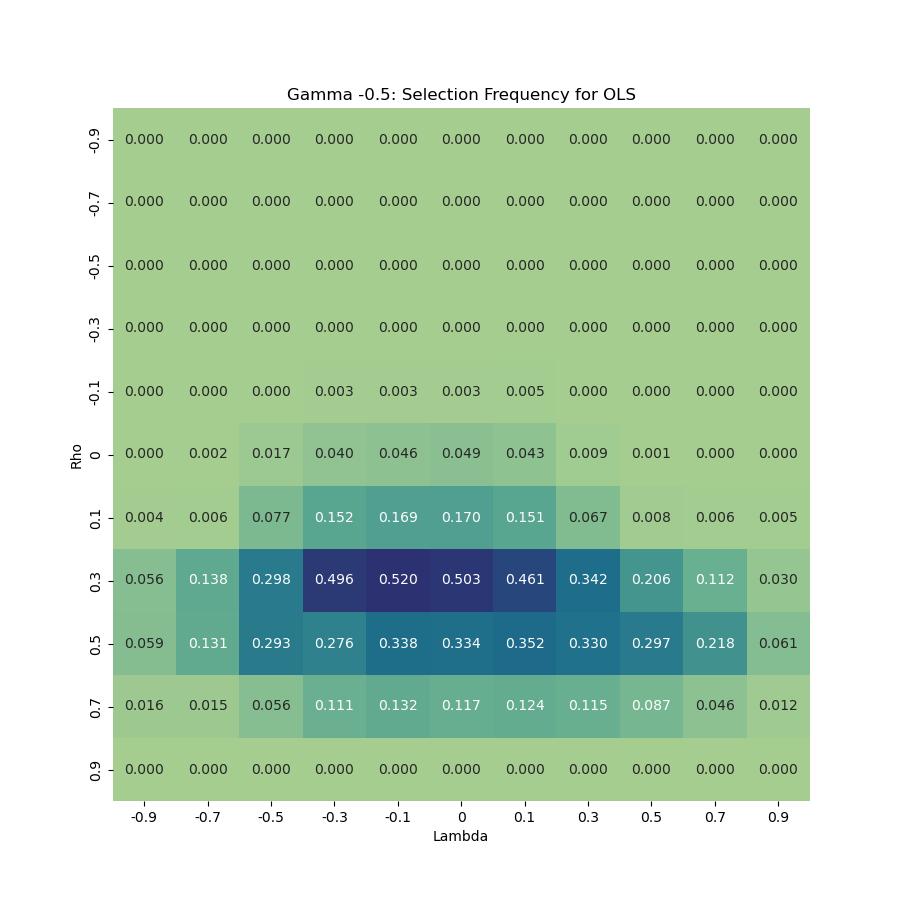 Gamma -0.5: Selection Frequency for OLS
-0.9 0.000 0.000 0.000 0.000 0.000 0.000 0.000 0.000 0.000 0.000 0.000
-0.7 0.000 0.000 0.000 0.000 0.000 0.000 0.000 0.000 0.000 0.000 0.000
-0.5 0.000 0.000 0.000 0.000 0.000 0.000 0.000 0.000 0.000 0.000 0.000
-0.3 0.000 0.000 0.000 0.000 0.000 0.000 0.000 0.000 0.000 0.000 0.000
-0.1 0.000 0.000 0.000 0.003 0.003 0.003 0.005 0.000 0.000 0.000 0.000
Rho
0 0.000 0.002 0.017 0.040 0.046 0.049 0.043 0.009 0.001 0.000 0.000
0.1 0.004 0.006 0.077 0.152 0.169 0.170 0.151 0.067 0.008 0.006 0.005
0.3 0.056 0.138 0.298 0.496 0.520 0.503 0.461 0.342 0.206 0.112 0.030
0.5 0.059 0.131 0.293 0.276 0.338 0.334 0.352 0.330 0.297 0.218 0.061
0.7 0.016 0.015 0.056 0.111 0.132 0.117 0.124 0.115 0.087 0.046 0.012
0.9 0.000 0.000 0.000 0.000 0.000 0.000 0.000 0.000 0.000 0.000 0.000
-0.9 -0.7 -0.5 -0.3 -0.1 0 0.1 0.3 0.5 0.7 0.9
Lambda